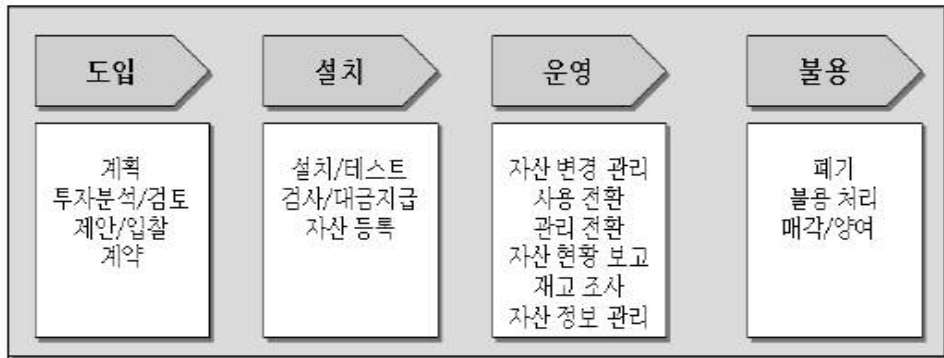 도입
계획
투자분석/검토
제안/입찰
계약
설치
설치/테스트
검사/대금지급
자산 등록
운영
자산 변경 관리
사용 전환
관리 전환
자산 현황 보고
재고 조사
자산 정보 관리
불용
폐기
불용 처리
매각/양여